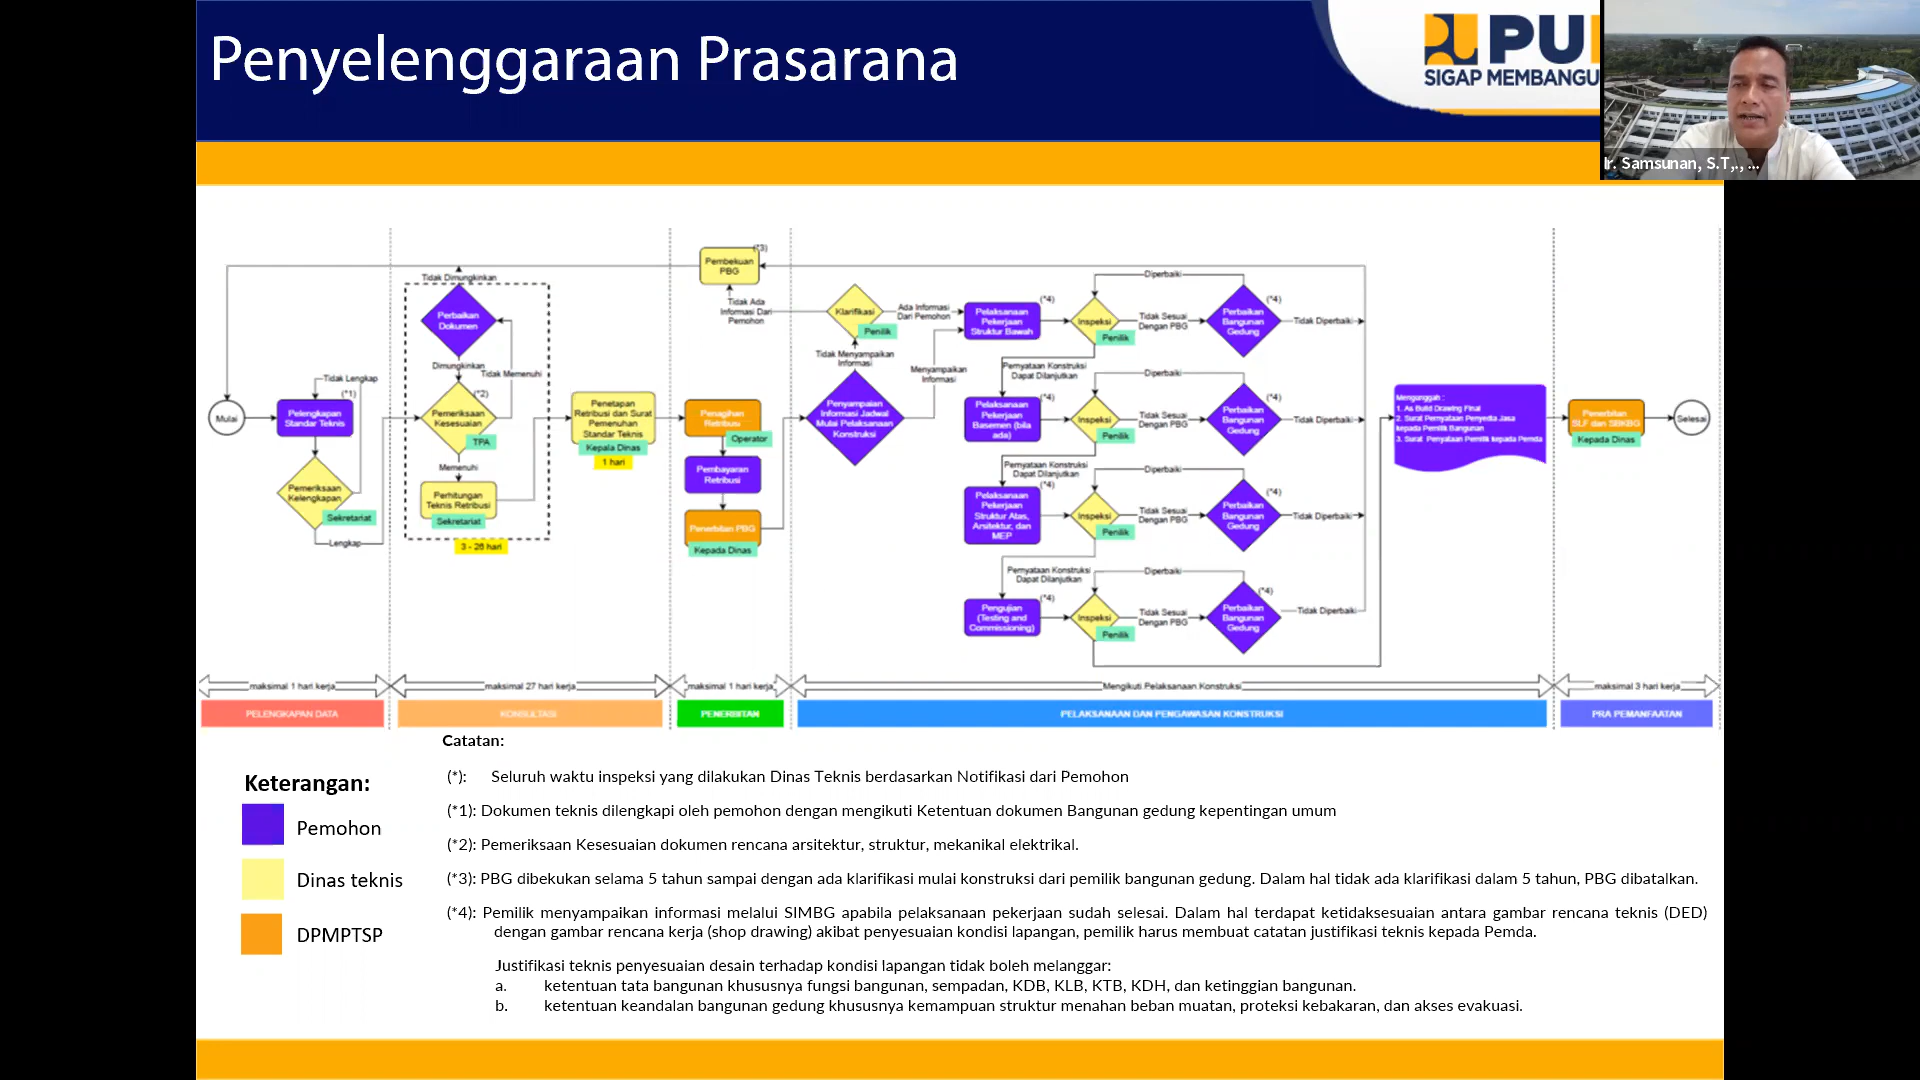 Penyelenggaraan Prasarana
PU
SIGAP MEMBANGU
Ir. Samsunan, S.T,., ...
Mulai
Tidak Lengkap
(*1)
Pelengkapan
Standar Teknis
Pemeriksaan
Kelengkapan
Sekretariat
Lengkap
Tidak Dimungkinkan
Perbaikan
Dokumen
Dimungkinkan
Tidak Memenuhi
(*2)
Pemeriksaan
Kesesuaian
TPA
Memenuhi
Perhitungan
Teknis Retribusi
Sekretariat
3 - 28 hari
Penetapan
Retribusi dan Surat
Pemenuhan
Standar Teknis
Kepala Dinas
1 hari
(*3)
Pembekuan
PBG
Tidak Ada
Informasi Dari
Pemohon
Penagihan
Retribusi
Operator
Pembayaran
Retribusi
Penerbitan PBG
Kepada Dinas
Klarifikasi
Penilik
Ada Informasi
Dari Pemohon
Tidak Menyampaikan
Informasi
Menyampaikan
Informasi
Penyampaian
Informasi Jadwal
Mulai Pelaksanaan
Konstruksi
Pelaksanaan
Pekerjaan
Struktur Bawah
(*4)
Inspeksi
Penilik
Diperbaiki
Tidak Sesuai
Dengan PBG
Perbaikan
Bangunan
Gedung
(*4)
Tidak Diperbaiki
Pernyataan Konstruksi
Dapat Dilanjutkan
Pelaksanaan
Pekerjaan
Basemen (bila
ada)
(*4)
Inspeksi
Penilik
Diperbaiki
Tidak Sesuai
Dengan PBG
Perbaikan
Bangunan
Gedung
(*4)
Tidak Diperbaiki
Pernyataan Konstruksi
Dapat Dilanjutkan
Pelaksanaan
Pekerjaan
Struktur Atas,
Arsitektur, dan
MEP
(*4)
Inspeksi
Penilik
Diperbaiki
Tidak Sesuai
Dengan PBG
Perbaikan
Bangunan
Gedung
(*4)
Tidak Diperbaiki
Pernyataan Konstruksi
Dapat Dilanjutkan
Pengujian
(Testing and
Commissioning)
(*4)
Inspeksi
Penilik
Diperbaiki
Tidak Sesuai
Dengan PBG
Perbaikan
Bangunan
Gedung
(*4)
Tidak Diperbaiki
Mengunggah :
1. As Build Drawing Final
2. Surat Pernyataan Penyedia Jasa
kepada Pemilik Bangunan
3. Surat Pernyataan Pemilik kepada Pemda
Penerbitan
SLF dan SBKBG
Kepada Dinas
Selesai
maksimal 1 hari kerja
maksimal 27 hari kerja
maksimal 1 hari kerja
Mengikuti Pelaksanaan Konstruksi
maksimal 3 hari kerja
PELENGKAPAN DATA
KONSULTASI
PENERBITAN
PELAKSANAAN DAN PENGAWASAN KONSTRUKSI
PRA PEMANFAATAN
Keterangan:
Pemohon
Dinas teknis
DPMPTSP
Catatan:
(*): Seluruh waktu inspeksi yang dilakukan Dinas Teknis berdasarkan Notifikasi dari Pemohon
(*1): Dokumen teknis dilengkapi oleh pemohon dengan mengikuti Ketentuan dokumen Bangunan gedung kepentingan umum
(*2): Pemeriksaan Kesesuaian dokumen rencana arsitektur, struktur, mekanikal elektrikal.
(*3): PBG dibekukan selama 5 tahun sampai dengan ada klarifikasi mulai konstruksi dari pemilik bangunan gedung. Dalam hal tidak ada klarifikasi dalam 5 tahun, PBG dibatalkan.
(*4): Pemilik menyampaikan informasi melalui SIMBG apabila pelaksanaan pekerjaan sudah selesai. Dalam hal terdapat ketidaksesuaian antara gambar rencana teknis (DED)
dengan gambar rencana kerja (shop drawing) akibat penyesuaian kondisi lapangan, pemilik harus membuat catatan justifikasi teknis kepada Pemda.
Justifikasi teknis penyesuaian desain terhadap kondisi lapangan tidak boleh melanggar:
a. ketentuan tata bangunan khususnya fungsi bangunan, sempadan, KDB, KLB, KTB, KDH, dan ketinggian bangunan.
b. ketentuan keandalan bangunan gedung khususnya kemampuan struktur menahan beban muatan, proteksi kebakaran, dan akses evakuasi.